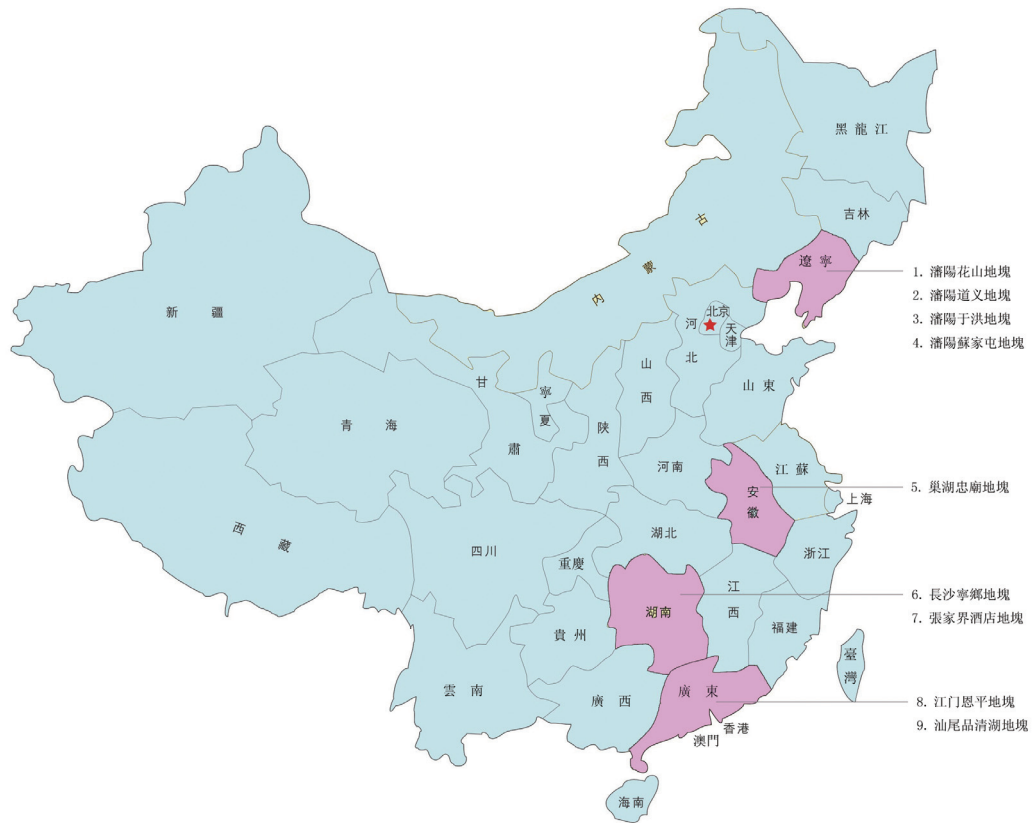 黑龍江
吉林
遼寧
內蒙古
新疆
北京
天津
河北
山西
山東
甘肅
寧夏
青海
陝西
河南
江蘇
安徽
上海
西藏
四川
重慶
湖北
浙江
湖南
江西
福建
貴州
雲南
廣西
廣東
臺灣
香港
澳門
海南
1. 瀋陽花山地塊
2. 瀋陽道义地塊
3. 瀋陽于洪地塊
4. 瀋陽蘇家屯地塊
5. 巢湖忠廟地塊
6. 長沙寧鄉地塊
7. 張家界酒店地塊
8. 江门恩平地塊
9. 汕尾品清湖地塊